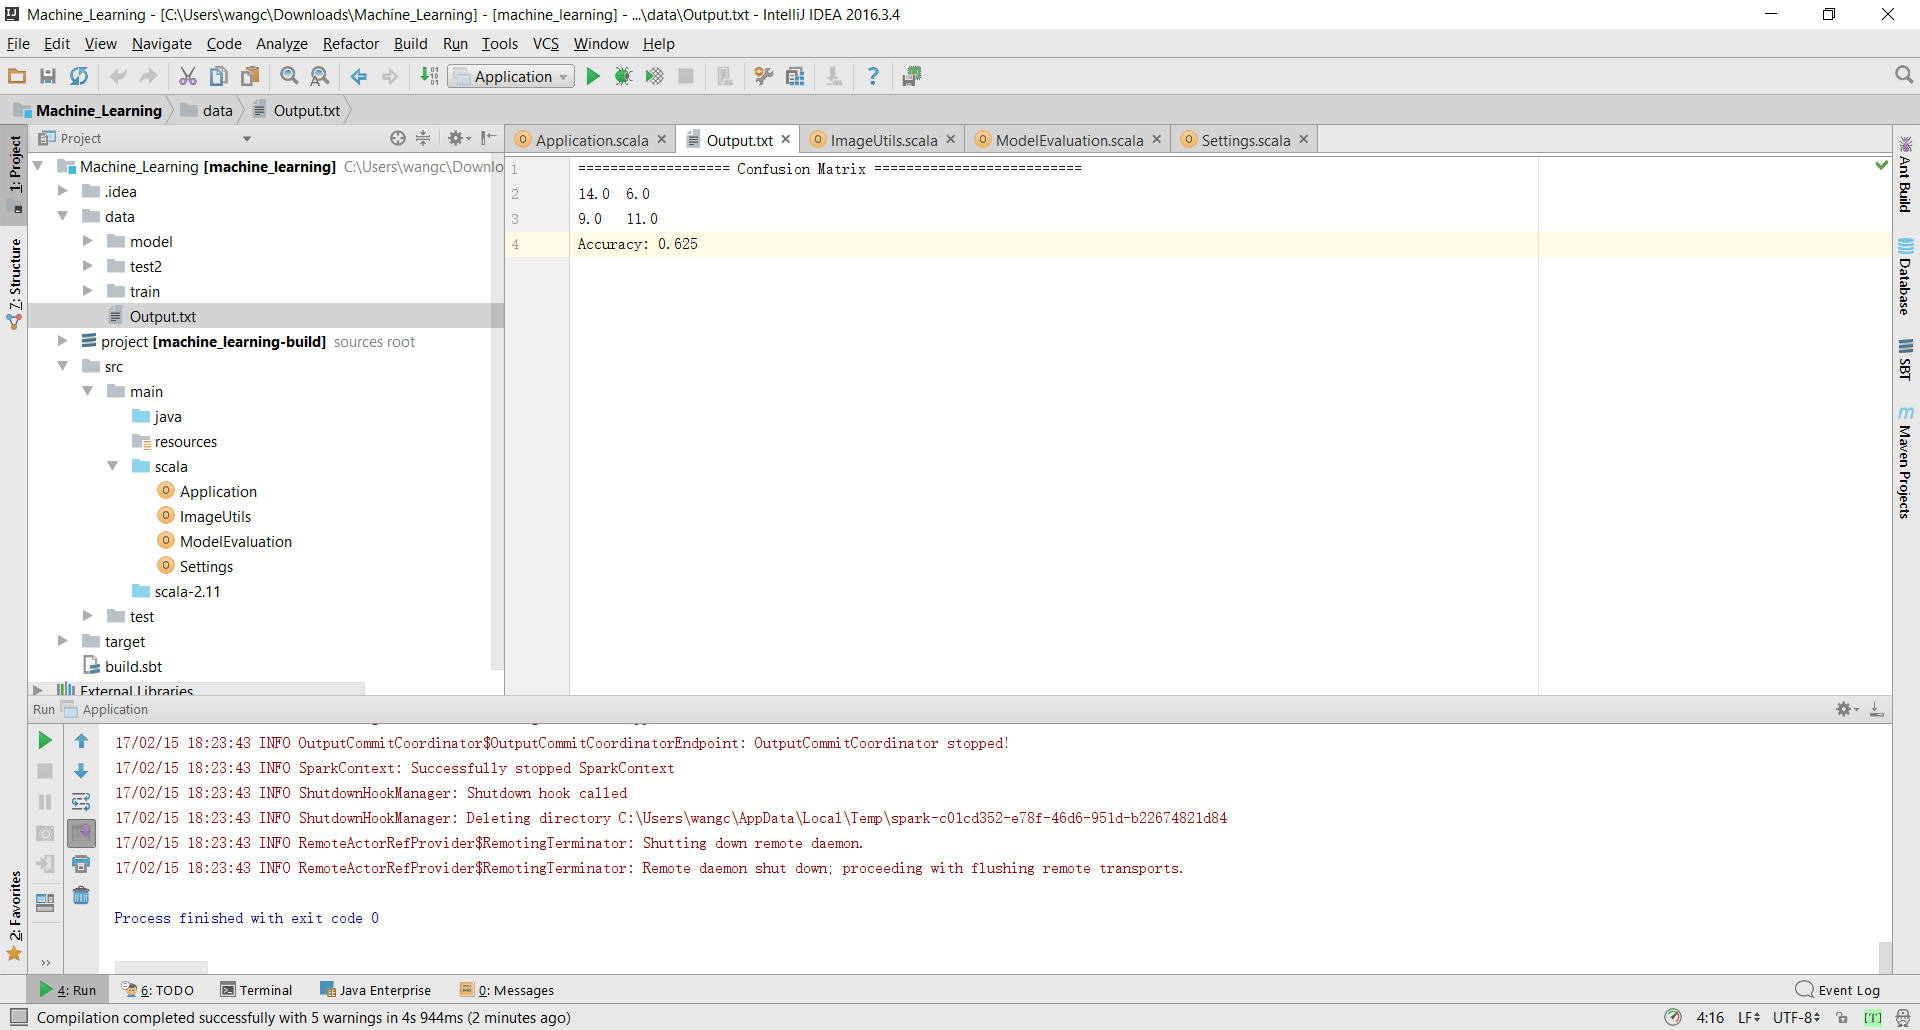 Machine_Learning - [C:\Users\wangc\Downloads\Machine_Learning] - [machine_learning] - ...\data\Output.txt - IntelliJ IDEA 2016.3.4
File Edit View Navigate Code Analyze Refactor Build Run Tools VCS Window Help
Application
Machine_Learning data Output.txt
1: Project
Z: Structure
2: Favorites
Project
Machine_Learning [machine_learning] C:\Users\wangc\Downlo
.idea
data
model
test2
train
Output.txt
project [machine_learning-build] sources root
src
main
java
resources
scala
Application
ImageUtils
ModelEvaluation
Settings
scala-2.11
test
target
build.sbt
External Libraries
Application.scala Output.txt ImageUtils.scala ModelEvaluation.scala Settings.scala
1 =================== Confusion Matrix ==========================
2 14.0 6.0
3 9.0 11.0
4 Accuracy: 0.625
Ant Build
Database
SBT
Maven Projects
Run Application
17/02/15 18:23:43 INFO OutputCommitCoordinator$OutputCommitCoordinatorEndpoint: OutputCommitCoordinator stopped!
17/02/15 18:23:43 INFO SparkContext: Successfully stopped SparkContext
17/02/15 18:23:43 INFO ShutdownHookManager: Shutdown hook called
17/02/15 18:23:43 INFO ShutdownHookManager: Deleting directory C:\Users\wangc\AppData\Local\Temp\spark-c01cd352-e78f-46d6-951d-b22674821d84
17/02/15 18:23:43 INFO RemoteActorRefProvider$RemotingTerminator: Shutting down remote daemon.
17/02/15 18:23:43 INFO RemoteActorRefProvider$RemotingTerminator: Remote daemon shut down; proceeding with flushing remote transports.
Process finished with exit code 0
4: Run 6: TODO Terminal Java Enterprise 0: Messages Event Log
Compilation completed successfully with 5 warnings in 4s 944ms (2 minutes ago) 4:16 LF UTF-8 [T]